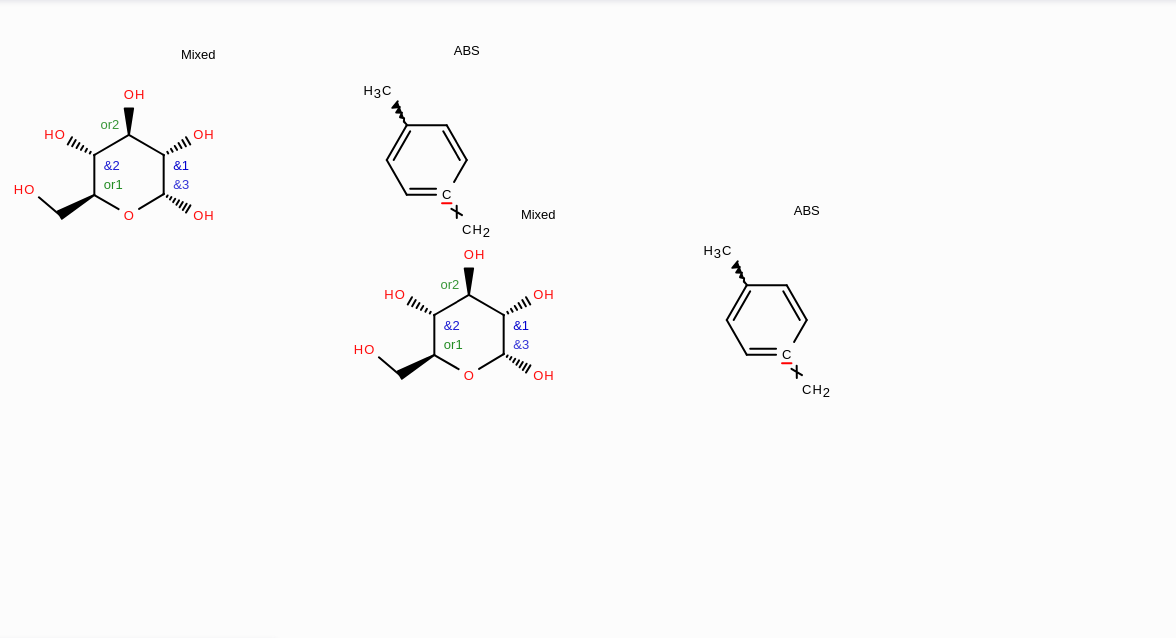 Mixed
OH
or2
HO
OH
&2
&1
or1
&3
HO
O
OH
ABS
H3C
C
CH2
Mixed
OH
or2
HO
OH
&2
&1
or1
&3
HO
O
OH
ABS
H3C
C
CH2